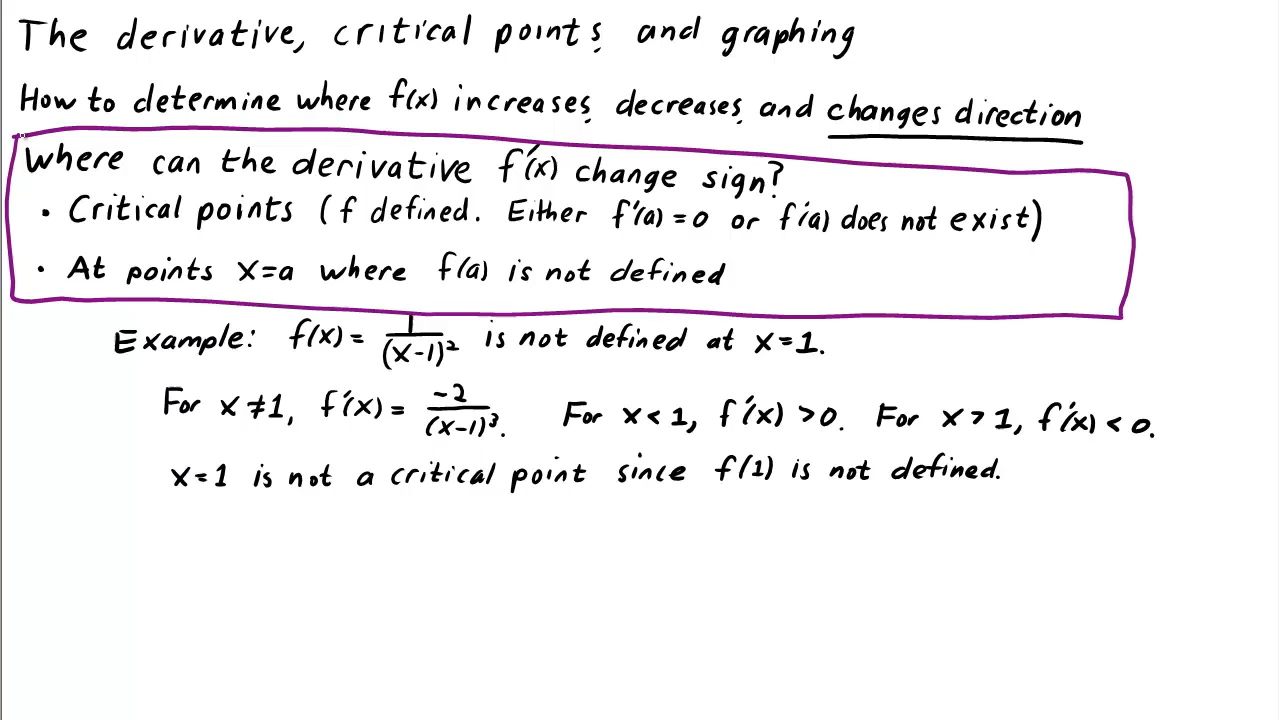 The derivative, critical points, and graphing
How to determine where f(x) increases, decreases, and changes direction
Where can the derivative f'(x) change sign?
• Critical points (f defined. Either f'(a) = 0 or f'(a) does not exist)
• At points x=a where f(a) is not defined
Example: f(x) = 1/(x-1)² is not defined at x=1.
For x ≠ 1, f'(x) = -2/(x-1)³. For x < 1, f'(x) > 0. For x > 1, f'(x) < 0.
x=1 is not a critical point since f(1) is not defined.